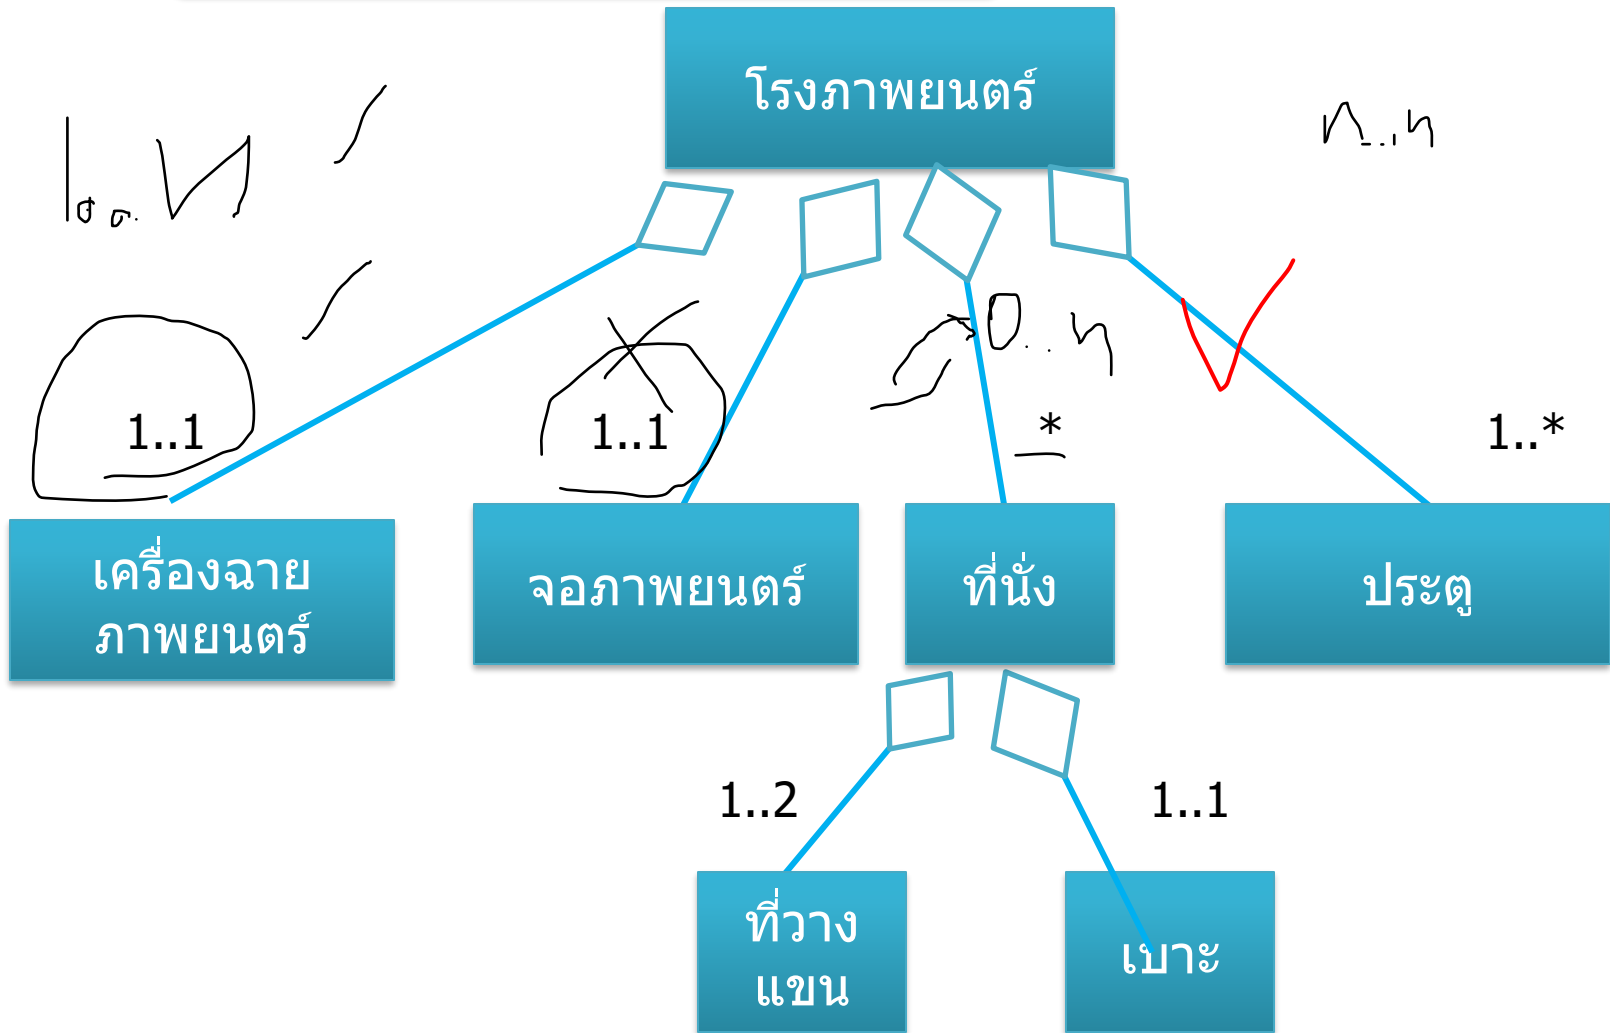 โรงภาพยนตร์
1..n
n...n
0..n
1..1
1..1
*
1..*
เครื่องฉาย
ภาพยนตร์
จอภาพยนตร์
ที่นั่ง
ประตู
1..2
1..1
ที่วาง
แขน
เบาะ